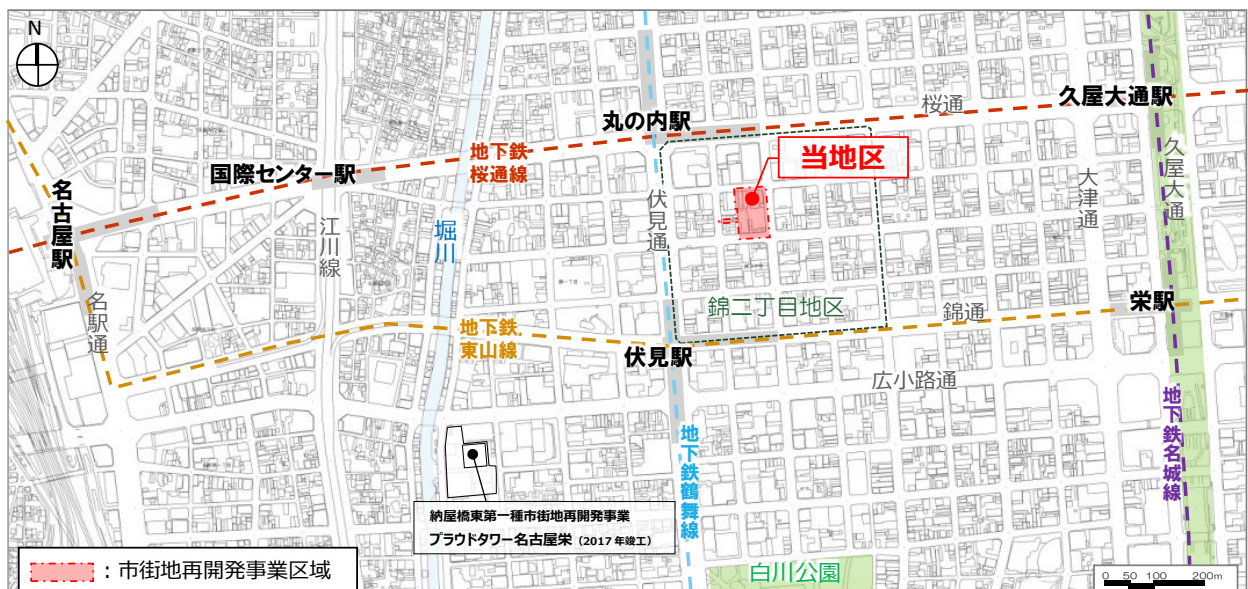 N
丸の内駅
桜通
久屋大通駅
当地区
国際センター駅
地下鉄
桜通線
名古屋駅
江川線
堀川
伏見通
大津通
久屋大通
名駅通
錦二丁目地区
錦通
栄駅
地下鉄
東山線
伏見駅
広小路通
地下鉄鶴舞線
地下鉄名城線
納屋橋東第一種市街地再開発事業
プラウドタワー名古屋栄（2017年竣工）
白川公園
：市街地再開発事業区域
0 50 100 200m